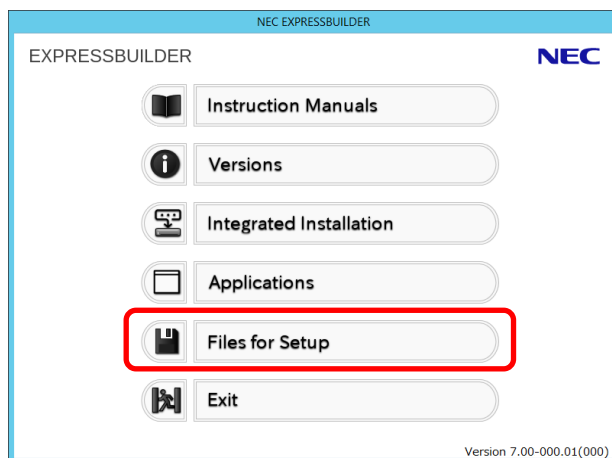 NEC EXPRESSBUILDER
EXPRESSBUILDER
NEC
Instruction Manuals
Versions
Integrated Installation
Applications
Files for Setup
Exit
Version 7.00-000.01(000)